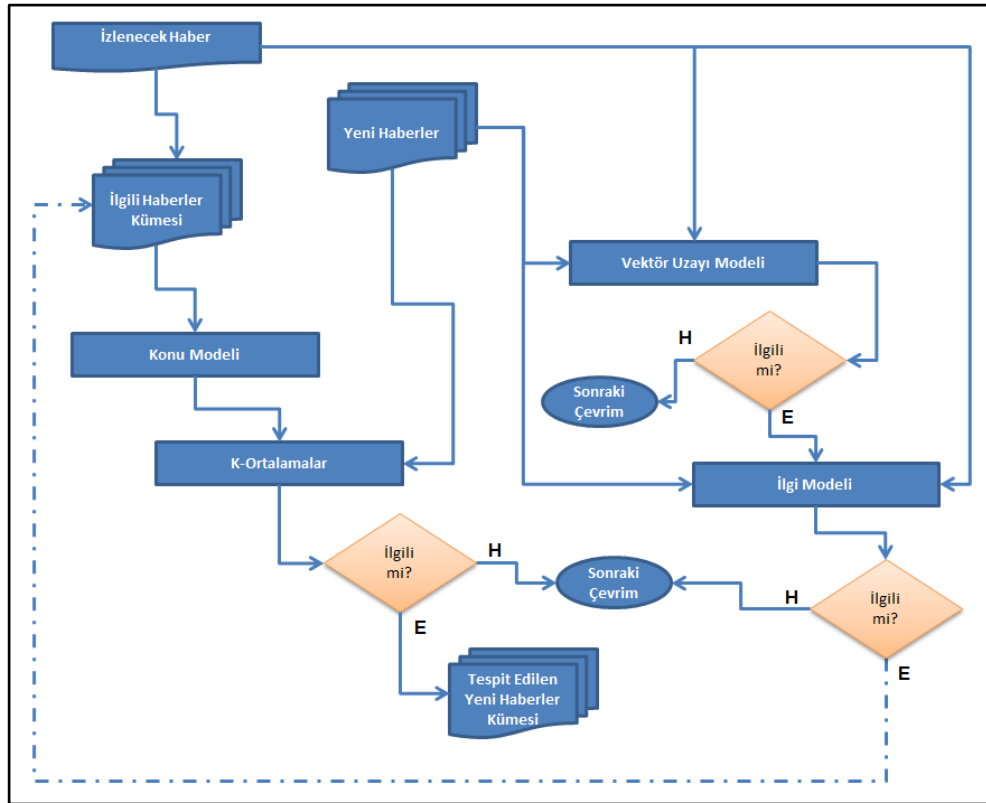 İzlenecek Haber
Yeni Haberler
İlgili Haberler
Kümesi
Vektör Uzayı Modeli
Konu Modeli
H
İlgili
mi?
Sonraki
Çevrim
E
K-Ortalamalar
İlgi Modeli
İlgili
mi?
H
Sonraki
Çevrim
H
İlgili
mi?
E
E
Tespit Edilen
Yeni Haberler
Kümesi